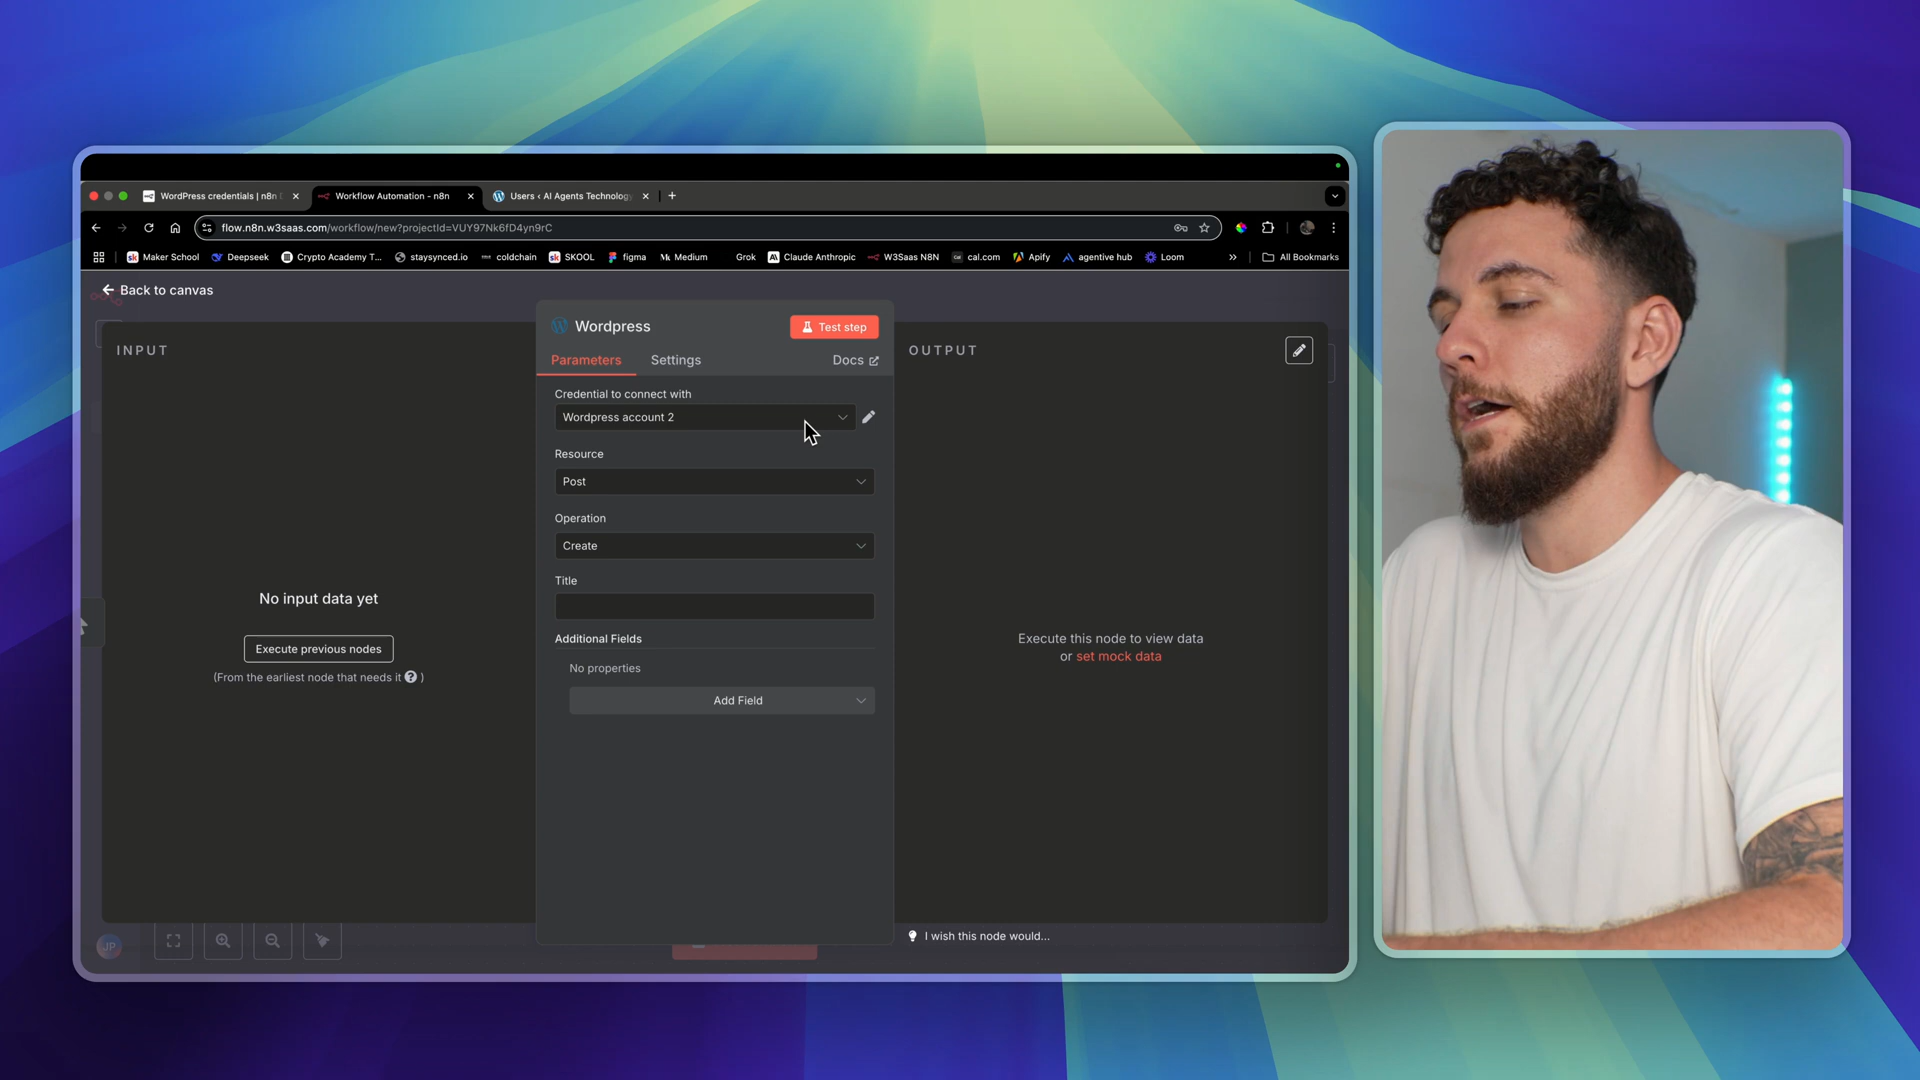 WordPress credentials | n8n D
Workflow Automation - n8n
Users ‹ AI Agents Technology
flow.n8n.w3saas.com/workflow/new?projectId=VUY97Nk6fD4yn9rC
sk Maker School
Deepseek
Crypto Academy T...
staysynced.io
coldchain
sk SKOOL
figma
Medium
Grok
A\ Claude Anthropic
W3Saas N8N
Cal cal.com
Apify
agentive hub
Loom
» All Bookmarks
Back to canvas
Wordpress
Test step
INPUT
Parameters Settings Docs
OUTPUT
Credential to connect with
Wordpress account 2
Resource
Post
Operation
Create
Title
No input data yet
Execute previous nodes
(From the earliest node that needs it ? )
Additional Fields
No properties
Add Field
Execute this node to view data
or set mock data
JP
I wish this node would...